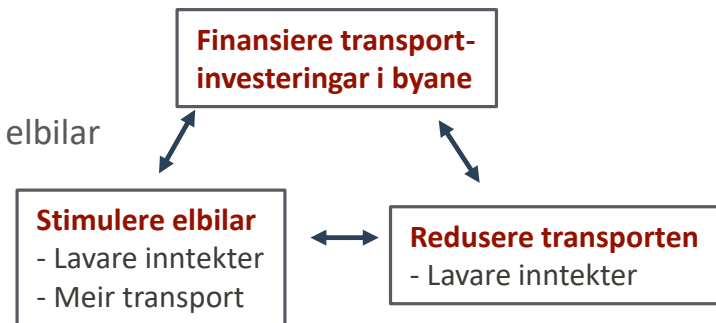 Finansiere transport-
investeringar i byane
elbilar
Stimulere elbilar
- Lavare inntekter
- Meir transport
Redusere transporten
- Lavare inntekter